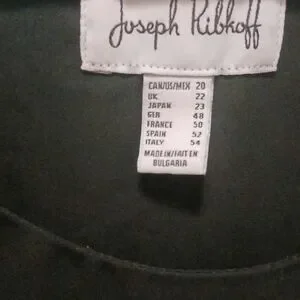 Joseph Ribkoff
CAN/US/MEX 20
UK 22
JAPAN 23
GER 48
FRANCE 50
SPAIN 52
ITALY 54
MADE IN/FAIT EN
BULGARIA